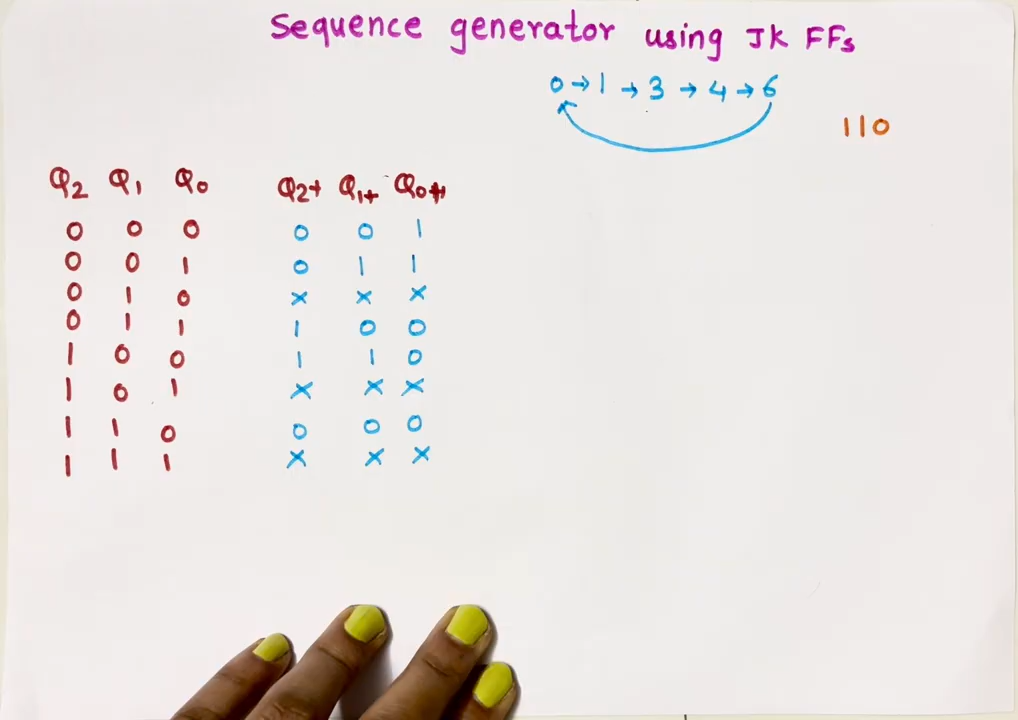 Sequence generator using JK FFs
0 → 1 → 3 → 4 → 6
110
Q2 Q1 Q0 Q2+ Q1+ Q0+
0 0 0 0 0 1
0 0 1 0 1 1
0 1 0 x x x
0 1 1 1 0 0
1 0 0 1 1 0
1 0 1 x x x
1 1 0 0 0 0
1 1 1 x x x